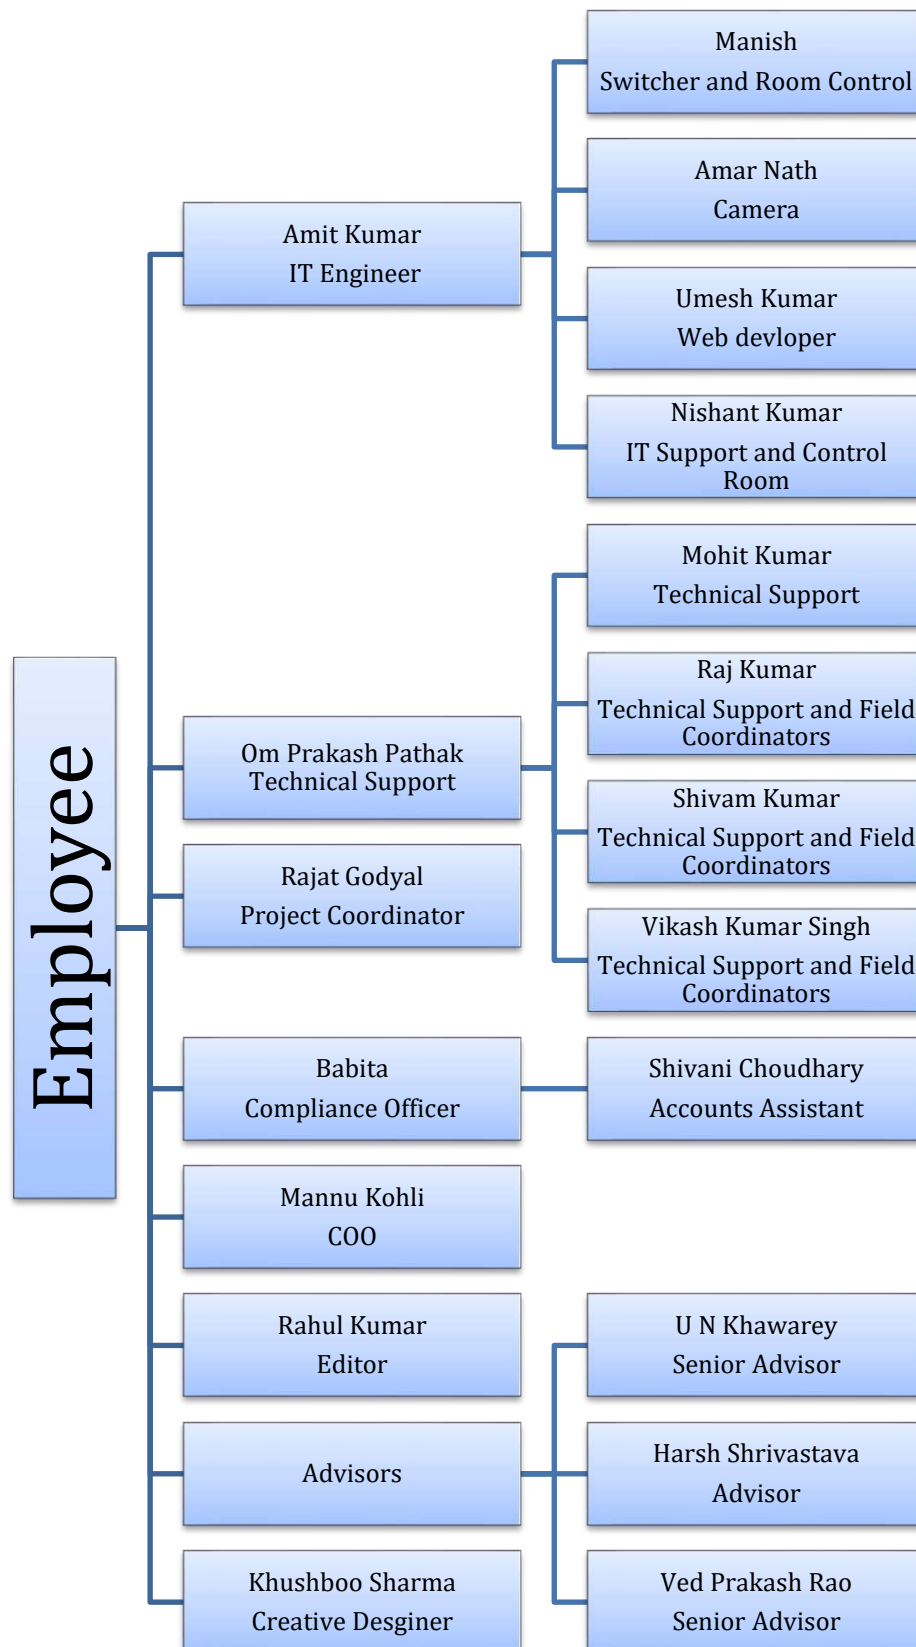 Employee
Amit Kumar
IT Engineer
Manish
Switcher and Room Control
Amar Nath
Camera
Umesh Kumar
Web devloper
Nishant Kumar
IT Support and Control
Room
Om Prakash Pathak
Technical Support
Mohit Kumar
Technical Support
Raj Kumar
Technical Support and Field
Coordinators
Shivam Kumar
Technical Support and Field
Coordinators
Vikash Kumar Singh
Technical Support and Field
Coordinators
Rajat Godyal
Project Coordinator
Babita
Compliance Officer
Shivani Choudhary
Accounts Assistant
Mannu Kohli
COO
Rahul Kumar
Editor
Advisors
U N Khawarey
Senior Advisor
Harsh Shrivastava
Advisor
Ved Prakash Rao
Senior Advisor
Khushboo Sharma
Creative Desginer